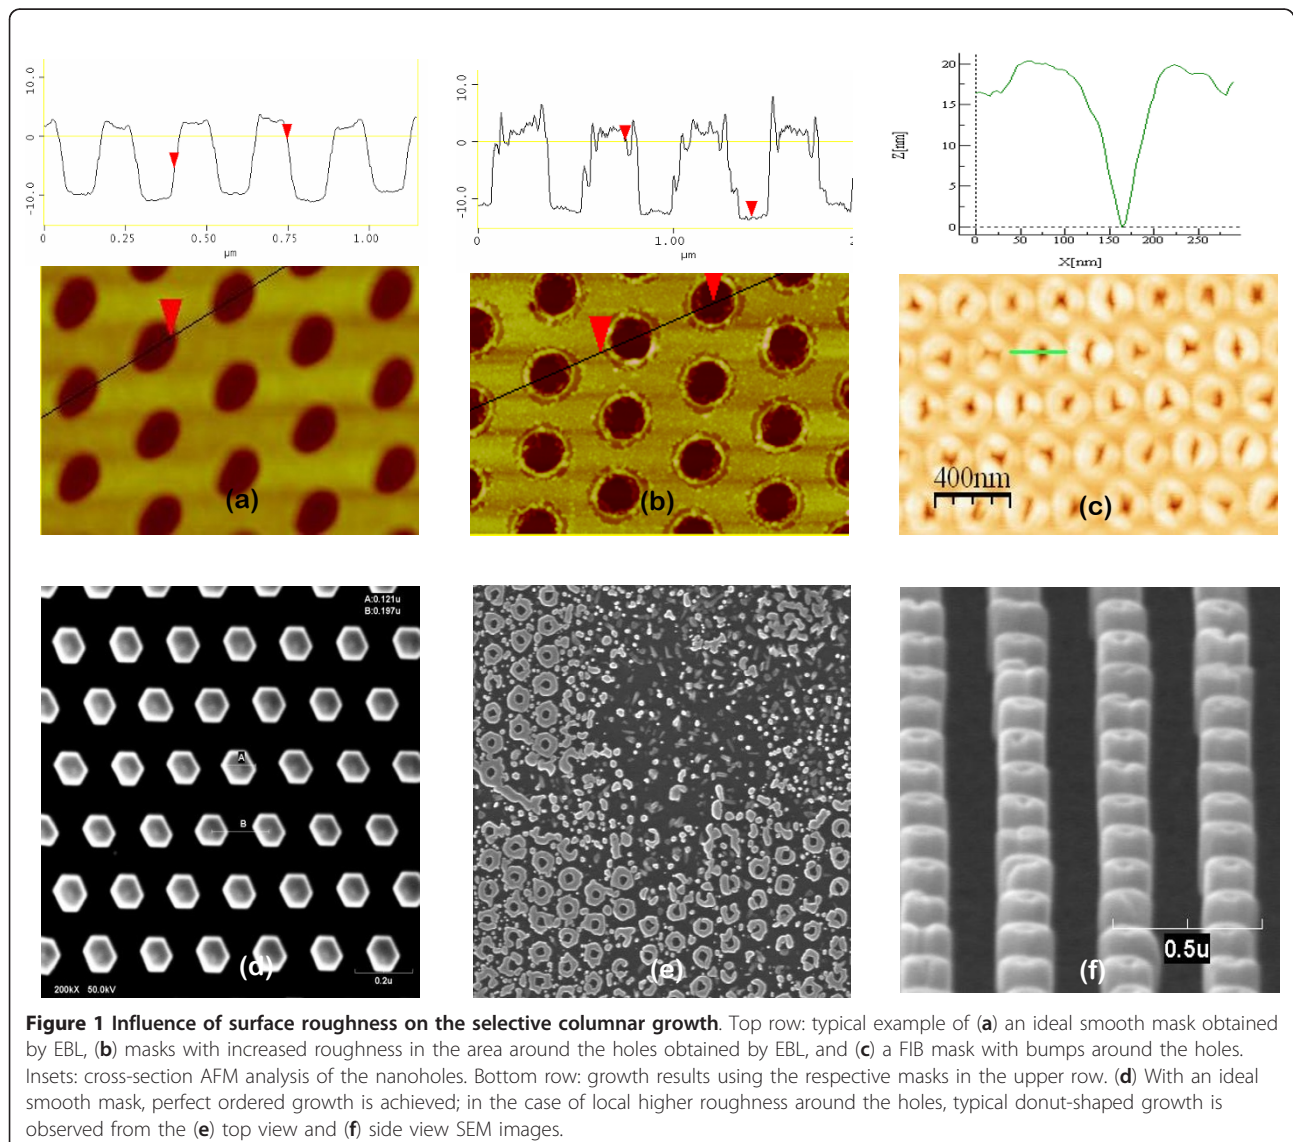 10.0
0
-10.0
0
0.25
0.50
0.75
1.00
µm
10.0
0
-10.0
0
1.00
2
µm
20
15
10
5
0
Z[nm]
0
50
100
150
200
250
X[nm]
(a)
(b)
400nm
(c)
A:0.121u
B:0.197u
A
B
(d)
0.2u
200kX 50.0kV
(e)
0.5u
(f)
Figure 1 Influence of surface roughness on the selective columnar growth. Top row: typical example of (a) an ideal smooth mask obtained
by EBL, (b) masks with increased roughness in the area around the holes obtained by EBL, and (c) a FIB mask with bumps around the holes.
Insets: cross-section AFM analysis of the nanoholes. Bottom row: growth results using the respective masks in the upper row. (d) With an ideal
smooth mask, perfect ordered growth is achieved; in the case of local higher roughness around the holes, typical donut-shaped growth is
observed from the (e) top view and (f) side view SEM images.